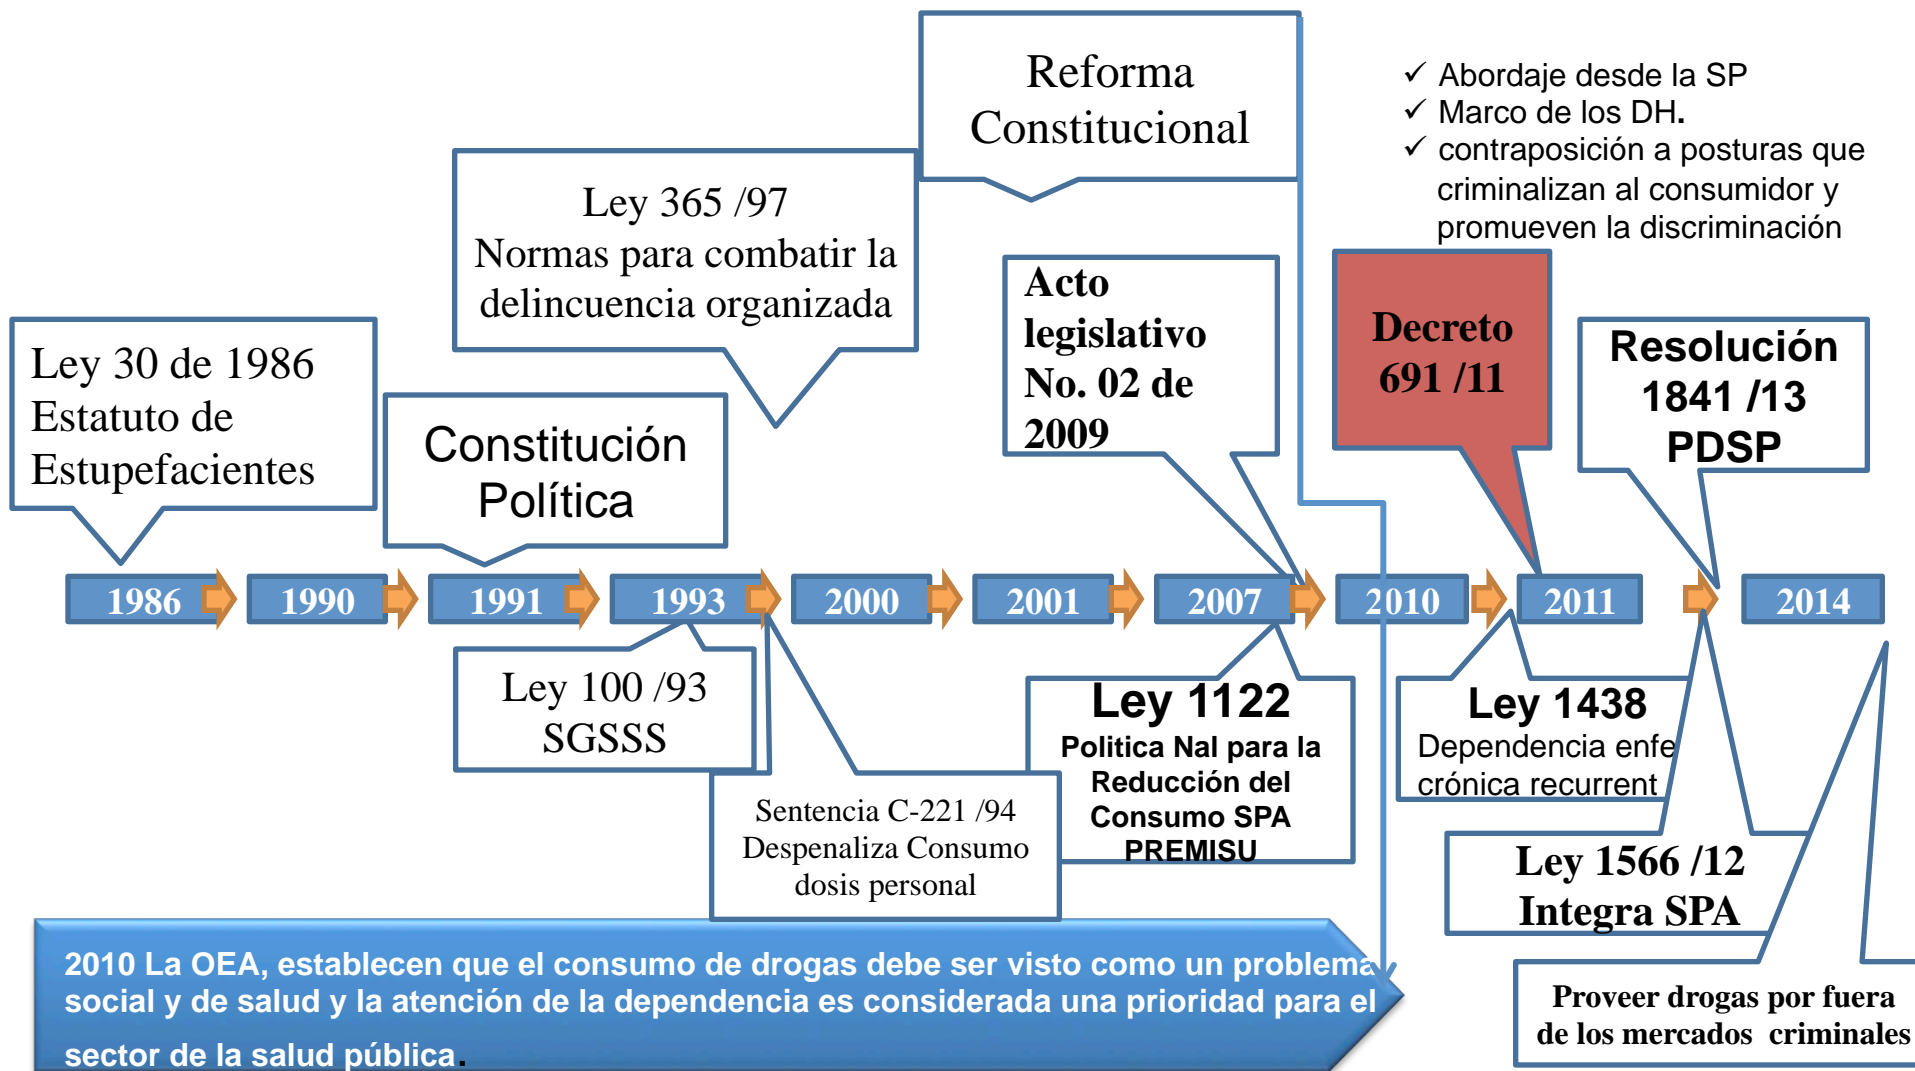 Reforma
Constitucional
✓ Abordaje desde la SP
✓ Marco de los DH.
✓ contraposición a posturas que
criminalizan al consumidor y
promueven la discriminación
Ley 365 /97
Normas para combatir la
delincuencia organizada
Acto
legislativo
No. 02 de
2009
Decreto
691 /11
Resolución
1841 /13
PDSP
Ley 30 de 1986
Estatuto de
Estupefacientes
Constitución
Política
1986
1990
1991
1993
2000
2001
2007
2010
2011
2014
Ley 100 /93
SGSSS
Sentencia C-221 /94
Despenaliza Consumo
dosis personal
Ley 1122
Politica Nal para la
Reducción del
Consumo SPA
PREMISU
Ley 1438
Dependencia enfe
crónica recurrent
Ley 1566 /12
Integra SPA
Proveer drogas por fuera
de los mercados criminales
2010 La OEA, establecen que el consumo de drogas debe ser visto como un problema
social y de salud y la atención de la dependencia es considerada una prioridad para el
sector de la salud pública.